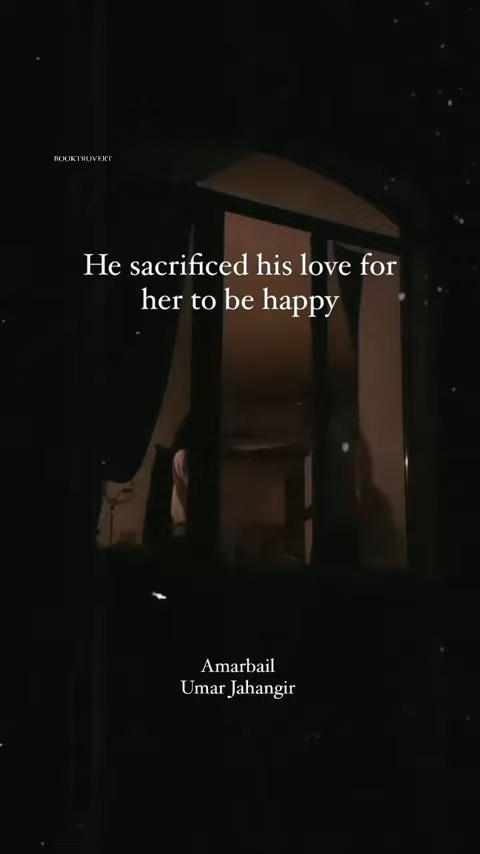 BOOKTROVERT
He sacrificed his love for
her to be happy
Amarbail
Umar Jahangir